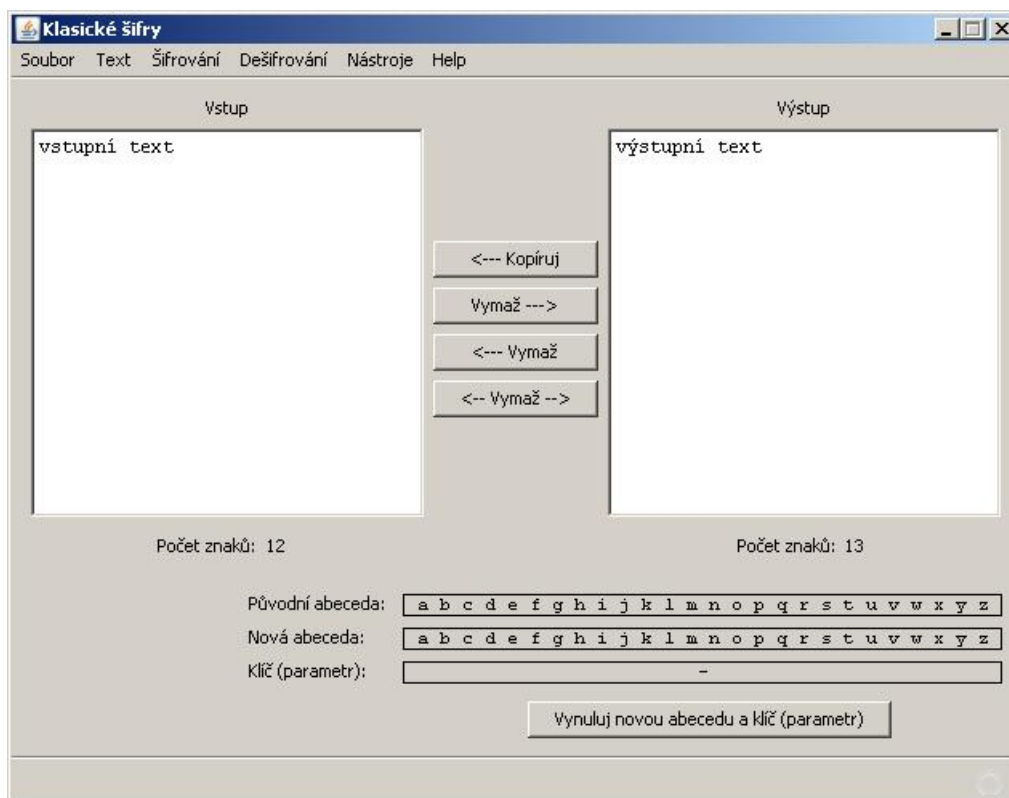 Klasické šifry
Soubor Text Šifrování Dešifrování Nástroje Help
Vstup Výstup
vstupní text výstupní text
<--- Kopíruj
Vymaž --->
<--- Vymaž
<-- Vymaž -->
Počet znaků: 12 Počet znaků: 13
Původní abeceda: a b c d e f g h i j k l m n o p q r s t u v w x y z
Nová abeceda: a b c d e f g h i j k l m n o p q r s t u v w x y z
Klíč (parametr): -
Vynuluj novou abecedu a klíč (parametr)